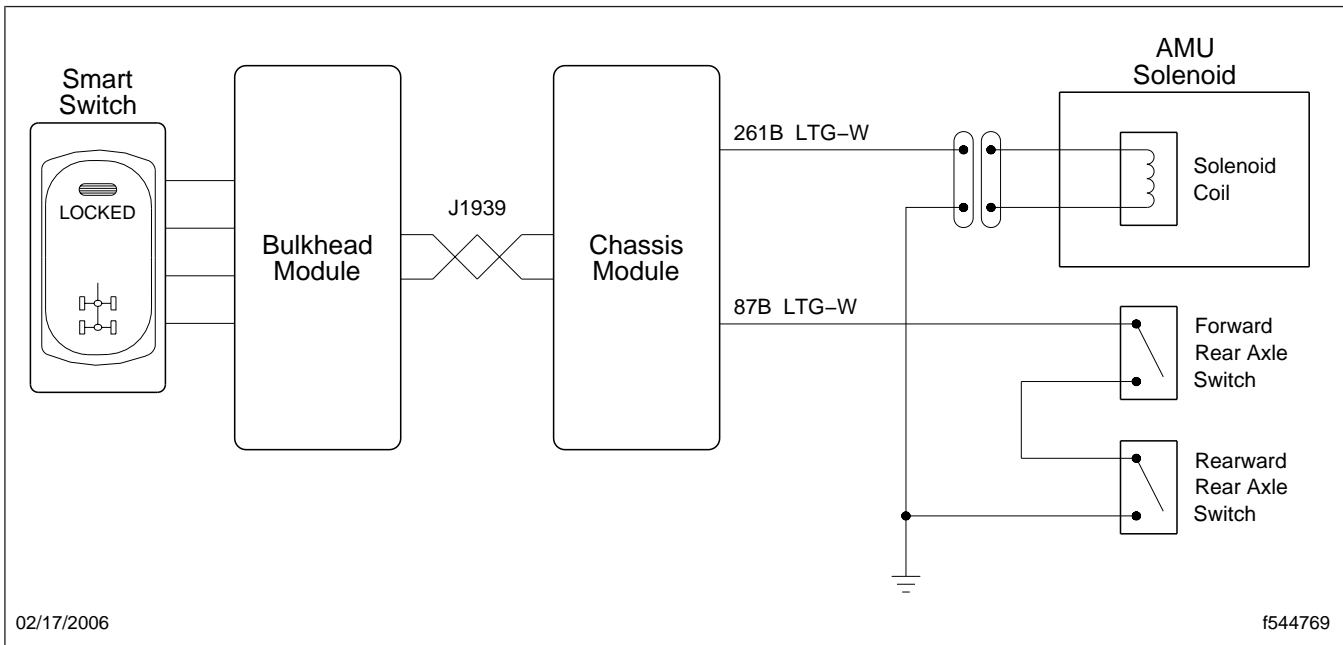 Smart
Switch
LOCKED
Bulkhead
Module
J1939
Chassis
Module
261B LTG−W
87B LTG−W
AMU
Solenoid
Solenoid
Coil
Forward
Rear Axle
Switch
Rearward
Rear Axle
Switch
02/17/2006
f544769